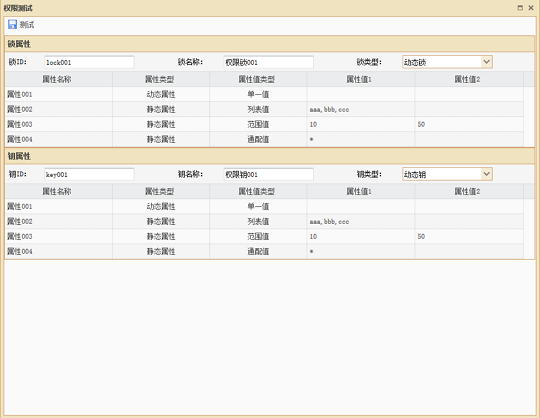 权限测试
测试
锁属性
锁ID: lock001 锁名称: 权限锁001 锁类型: 动态锁
属性名称 属性类型 属性值类型 属性值1 属性值2
属性001 动态属性 单一值
属性002 静态属性 列表值 aaa,bbb,ccc
属性003 静态属性 范围值 10 50
属性004 静态属性 通配值 *
钥属性
钥ID: key001 钥名称: 权限钥001 钥类型: 动态钥
属性名称 属性类型 属性值类型 属性值1 属性值2
属性001 动态属性 单一值
属性002 静态属性 列表值 aaa,bbb,ccc
属性003 静态属性 范围值 10 50
属性004 静态属性 通配值 *